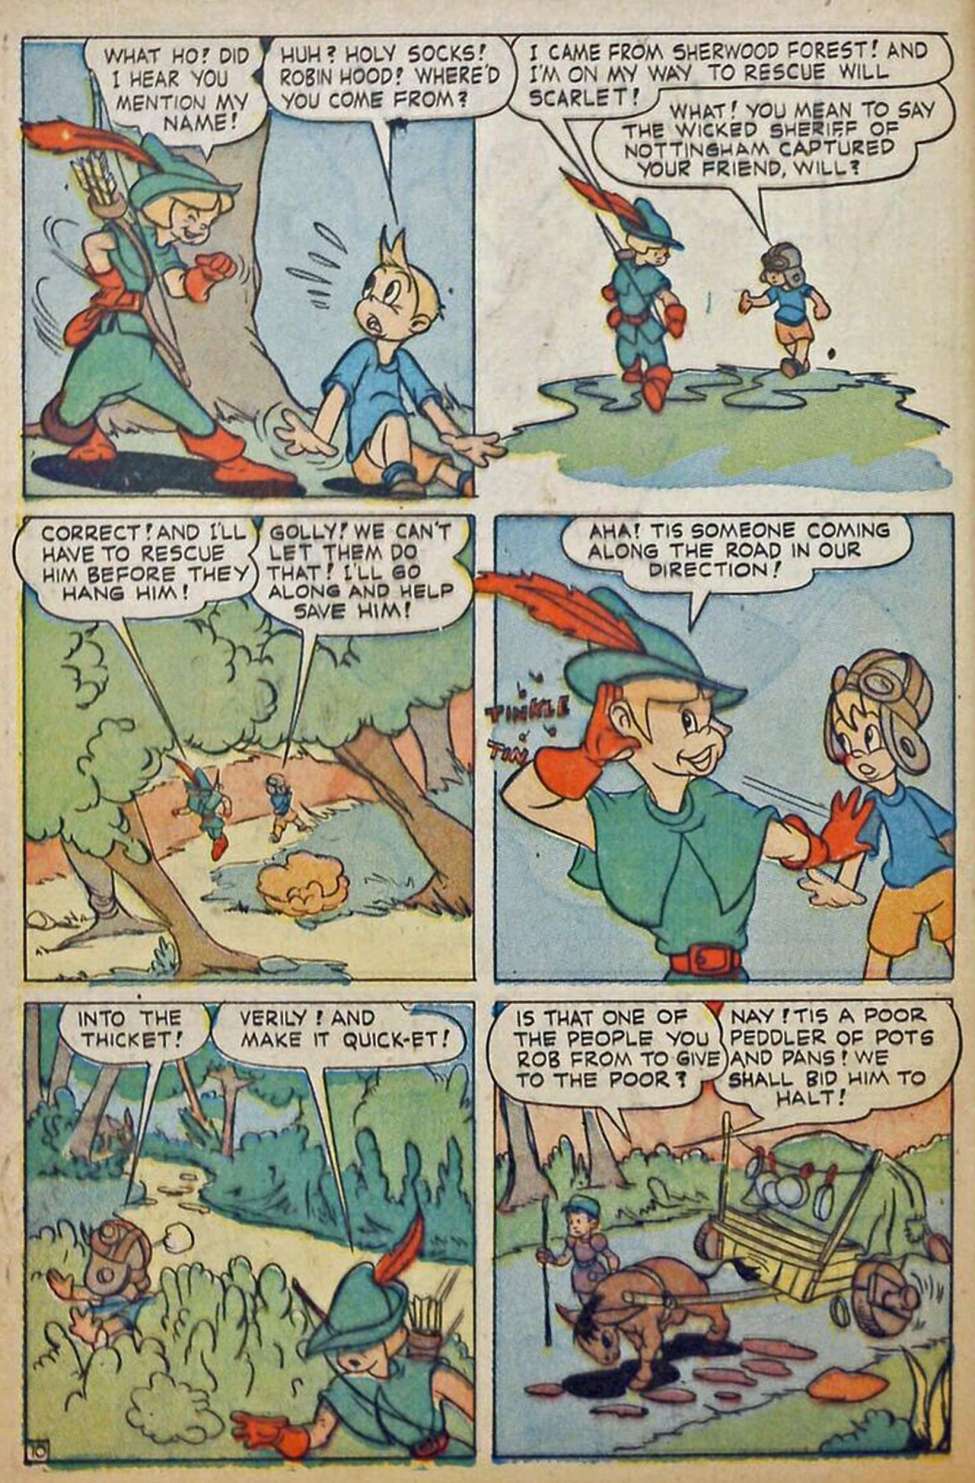 WHAT HO? DID
I HEAR YOU
MENTION MY
NAME!
HUH? HOLY SOCKS!
ROBIN HOOD? WHERE'D
YOU COME FROM?
I CAME FROM SHERWOOD FOREST! AND
I'M ON MY WAY TO RESCUE WILL
SCARLET!
WHAT! YOU MEAN TO SAY
THE WICKED SHERIFF OF
NOTTINGHAM CAPTURED
YOUR FRIEND, WILL?
CORRECT! AND I'LL
HAVE TO RESCUE
HIM BEFORE THEY
HANG HIM!
GOLLY! WE CAN'T
LET THEM DO
THAT! I'LL GO
ALONG AND HELP
SAVE HIM!
AHA! TIS SOMEONE COMING
ALONG THE ROAD IN OUR
DIRECTION!
TINKLE
TIN
INTO THE
THICKET!
VERILY! AND
MAKE IT QUICK-ET!
IS THAT ONE OF
THE PEOPLE YOU
ROB FROM TO GIVE
TO THE POOR?
NAY! TIS A POOR
PEDDLER OF POTS
AND PANS! WE
SHALL BID HIM TO
HALT!
10